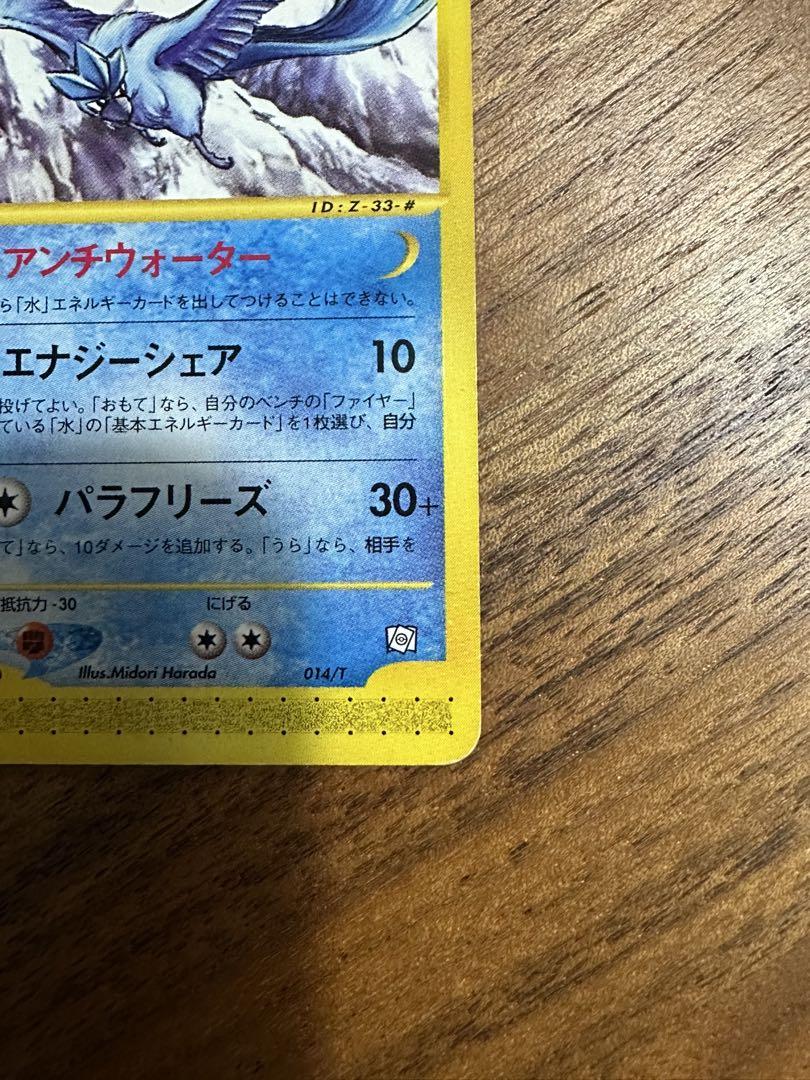 ID:Z-33-#
アンチウォーター
ら「水」エネルギーカードを出してつけることはできない。
エナジーシェア 10
投げてよい。「おもて」なら、自分のベンチの「ファイヤー」
ている「水」の「基本エネルギーカード」を1枚選び、自分
パラフリーズ 30+
て」なら、10ダメージを追加する。「うら」なら、相手を
抵抗力 -30 にげる
Illus.Midori Harada 014/T